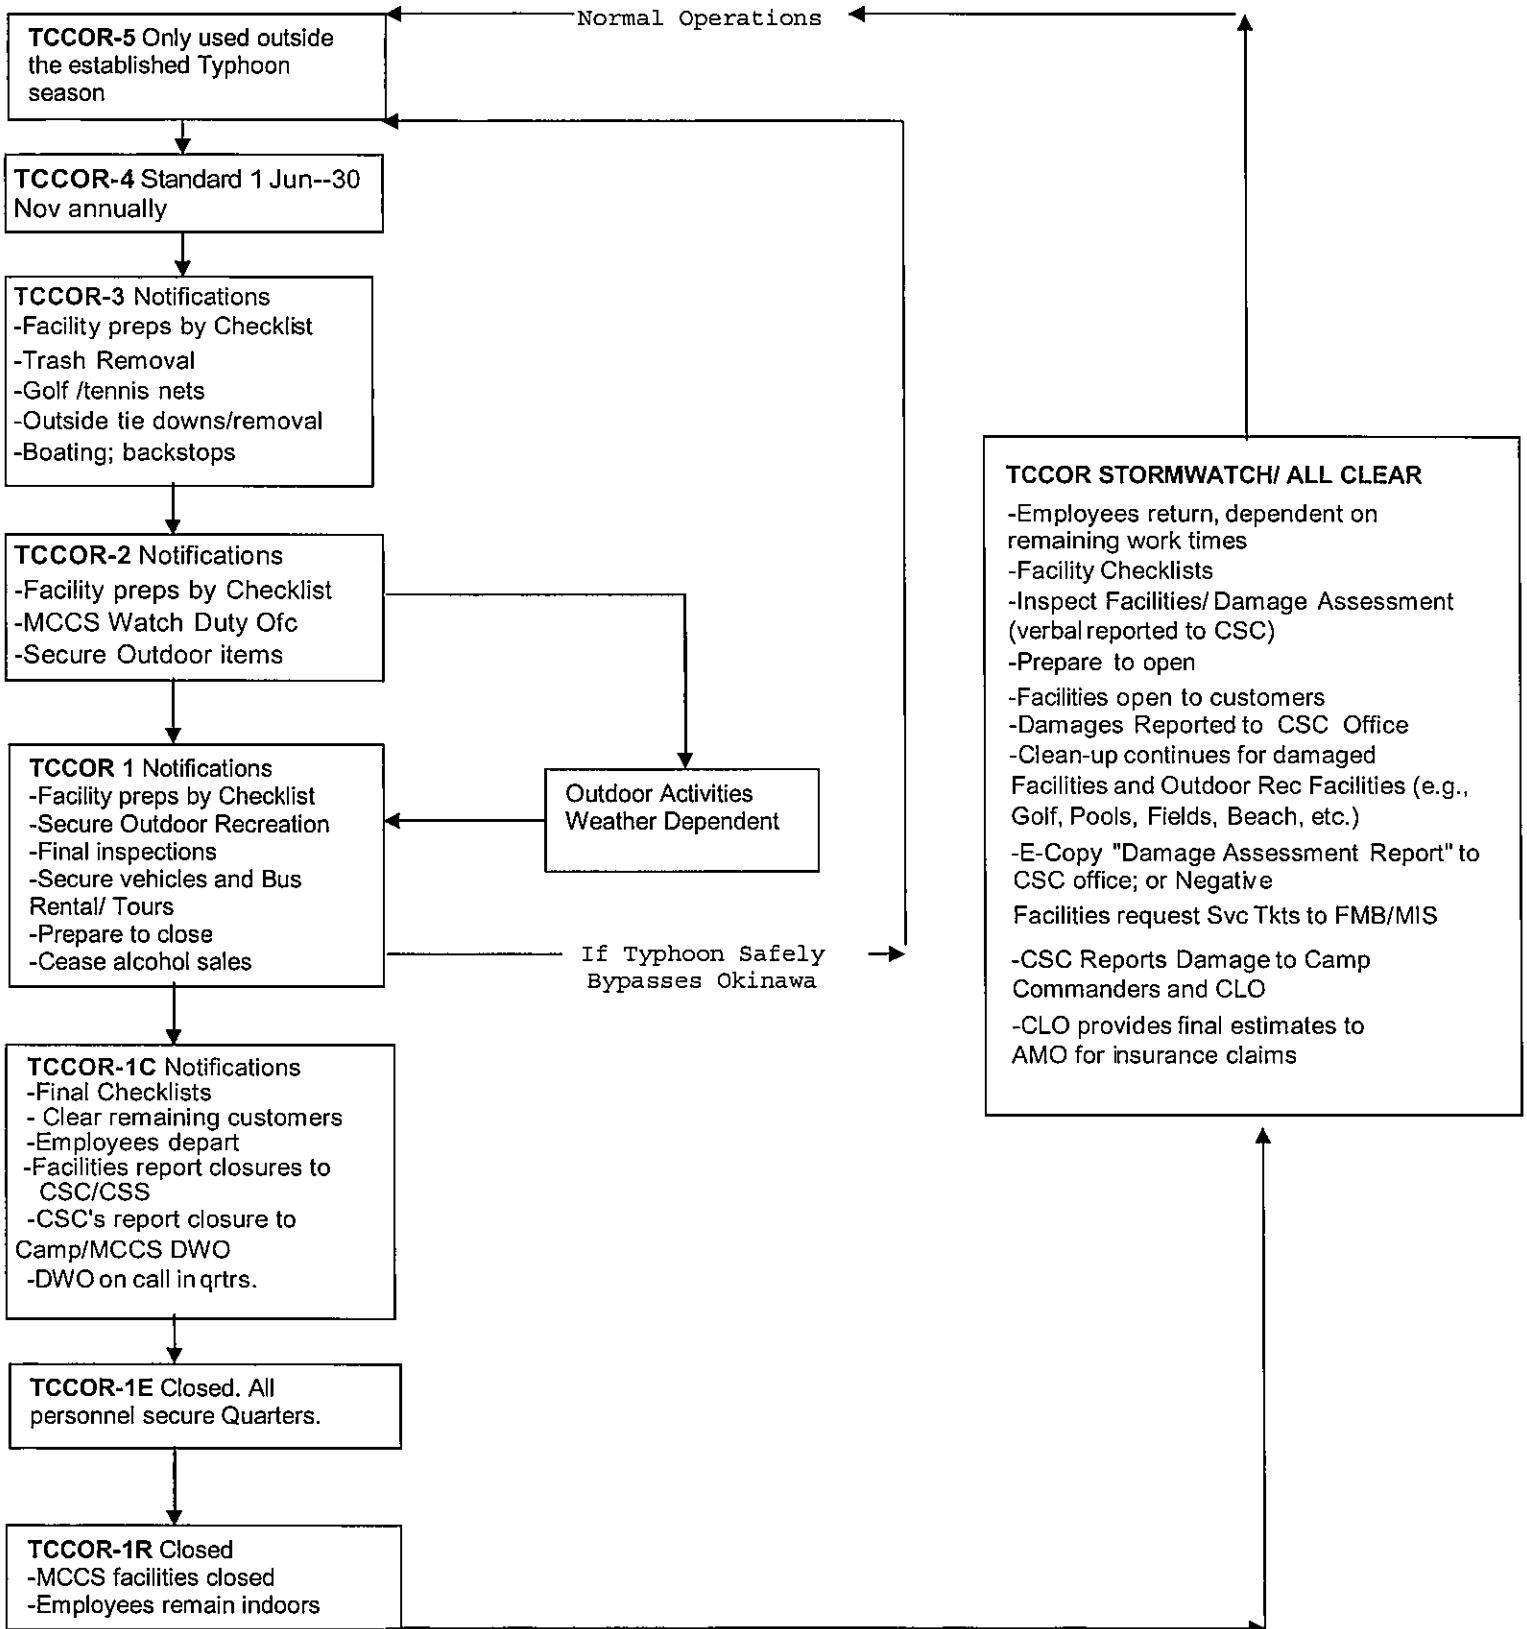 Normal Operations
TCCOR-5 Only used outside
the established Typhoon
season
TCCOR-4 Standard 1 Jun--30
Nov annually
TCCOR-3 Notifications
-Facility preps by Checklist
-Trash Removal
-Golf /tennis nets
-Outside tie downs/removal
-Boating; backstops
TCCOR-2 Notifications
-Facility preps by Checklist
-MCCS Watch Duty Ofc
-Secure Outdoor items
TCCOR 1 Notifications
-Facility preps by Checklist
-Secure Outdoor Recreation
-Final inspections
-Secure vehicles and Bus
Rental/ Tours
-Prepare to close
-Cease alcohol sales
Outdoor Activities
Weather Dependent
If Typhoon Safely
Bypasses Okinawa
TCCOR-1C Notifications
-Final Checklists
- Clear remaining customers
-Employees depart
-Facilities report closures to
CSC/CSS
-CSC's report closure to
Camp/MCCS DWO
-DWO on call in qrtrs.
TCCOR-1E Closed. All
personnel secure Quarters.
TCCOR-1R Closed
-MCCS facilities closed
-Employees remain indoors
TCCOR STORMWATCH/ ALL CLEAR
-Employees return, dependent on
remaining work times
-Facility Checklists
-Inspect Facilities/ Damage Assessment
(verbal reported to CSC)
-Prepare to open
-Facilities open to customers
-Damages Reported to CSC Office
-Clean-up continues for damaged
Facilities and Outdoor Rec Facilities (e.g.,
Golf, Pools, Fields, Beach, etc.)
-E-Copy "Damage Assessment Report" to
CSC office; or Negative
Facilities request Svc Tkts to FMB/MIS
-CSC Reports Damage to Camp
Commanders and CLO
-CLO provides final estimates to
AMO for insurance claims